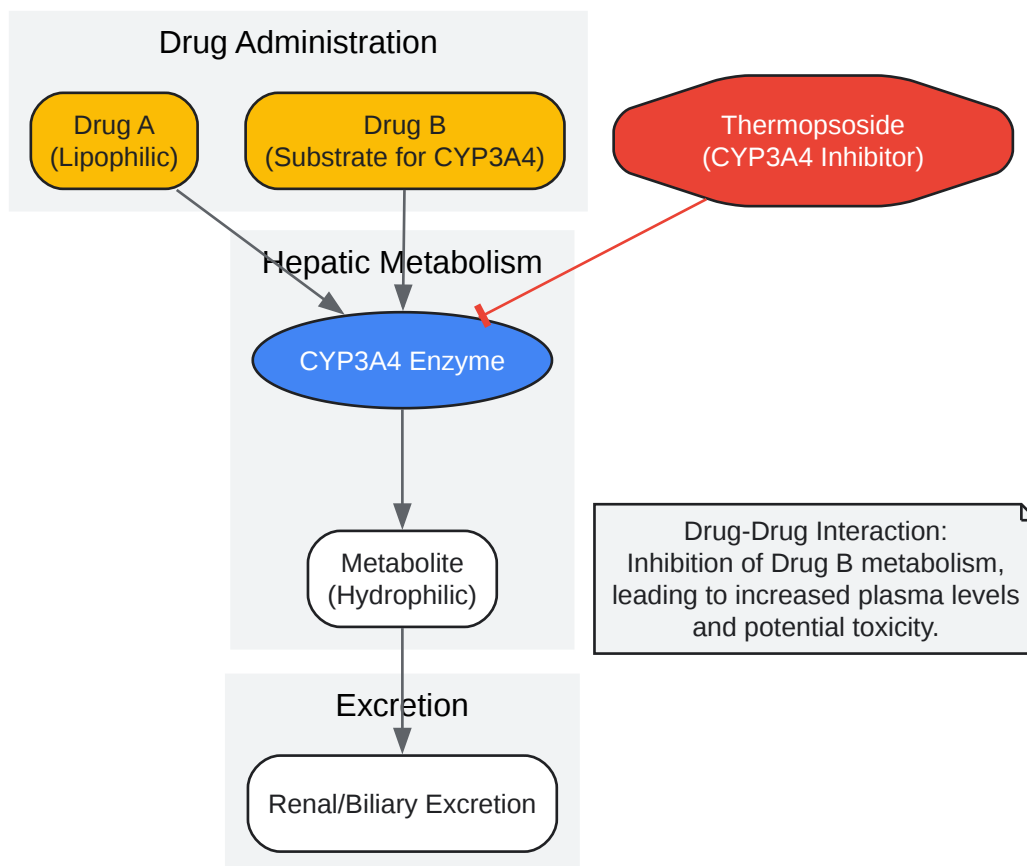 Drug Administration
Drug A
(Lipophilic)
Drug B
(Substrate for CYP3A4)
Thermopsoside
(CYP3A4 Inhibitor)
Hepatic Metabolism
CYP3A4 Enzyme
Metabolite
(Hydrophilic)
Drug-Drug Interaction:
Inhibition of Drug B metabolism,
leading to increased plasma levels
and potential toxicity.
Excretion
Renal/Biliary Excretion